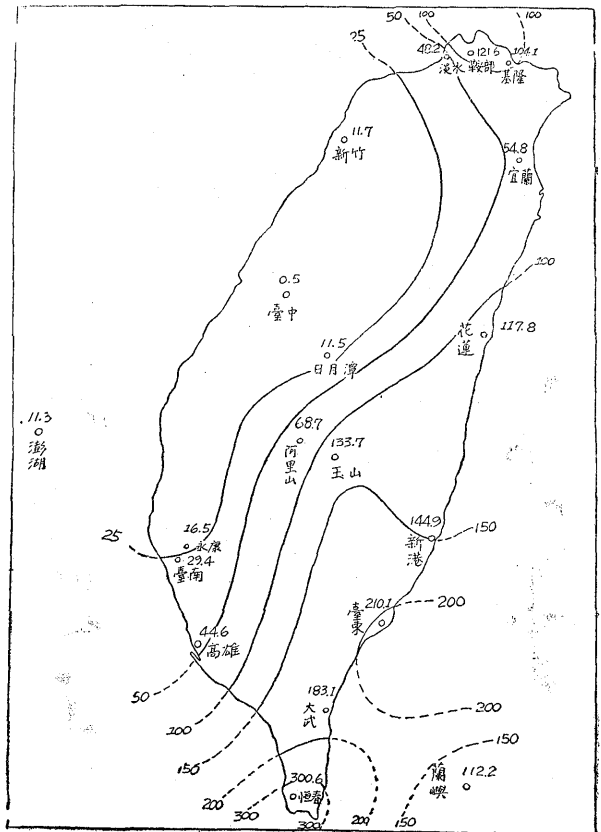 50
100
100
25
48.2
淡水
121.5
鞍部
104.1
基隆
11.7
新竹
54.8
宜蘭
0.5
臺中
100
花蓮
117.8
11.5
日月潭
11.3
澎湖
68.7
阿里山
133.7
玉山
144.9
新港
150
25
16.5
永康
29.4
臺南
臺東
210.1
200
44.6
高雄
50
183.1
大武
200
100
150
150
蘭嶼
112.2
300.6
恒春
200
300
300
200
150